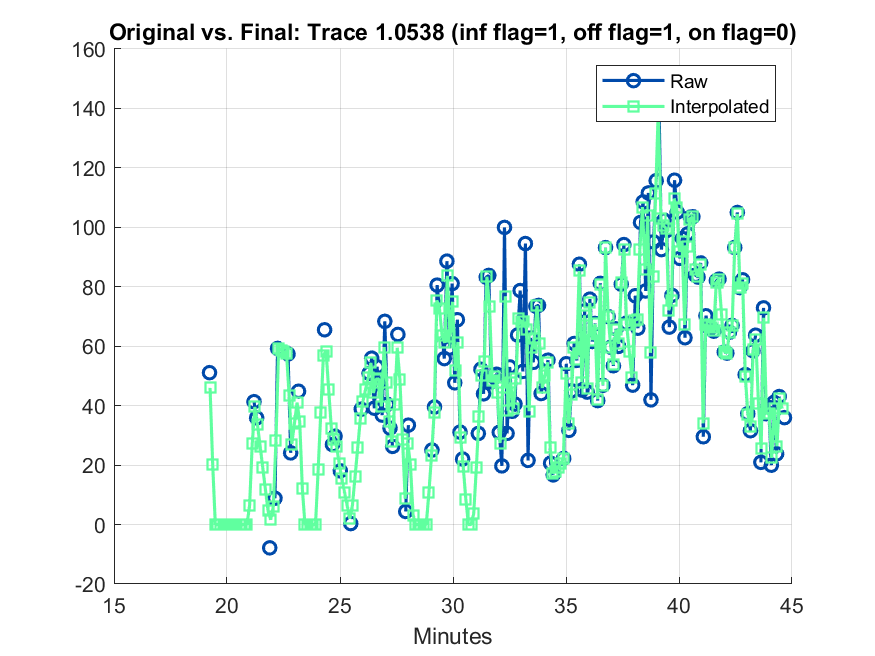 Original vs. Final: Trace 1.0538 (inf flag=1, off flag=1, on flag=0)
160
140
120
100
80
60
40
20
0
-20
Raw
Interpolated
15 20 25 30 35 40 45
Minutes